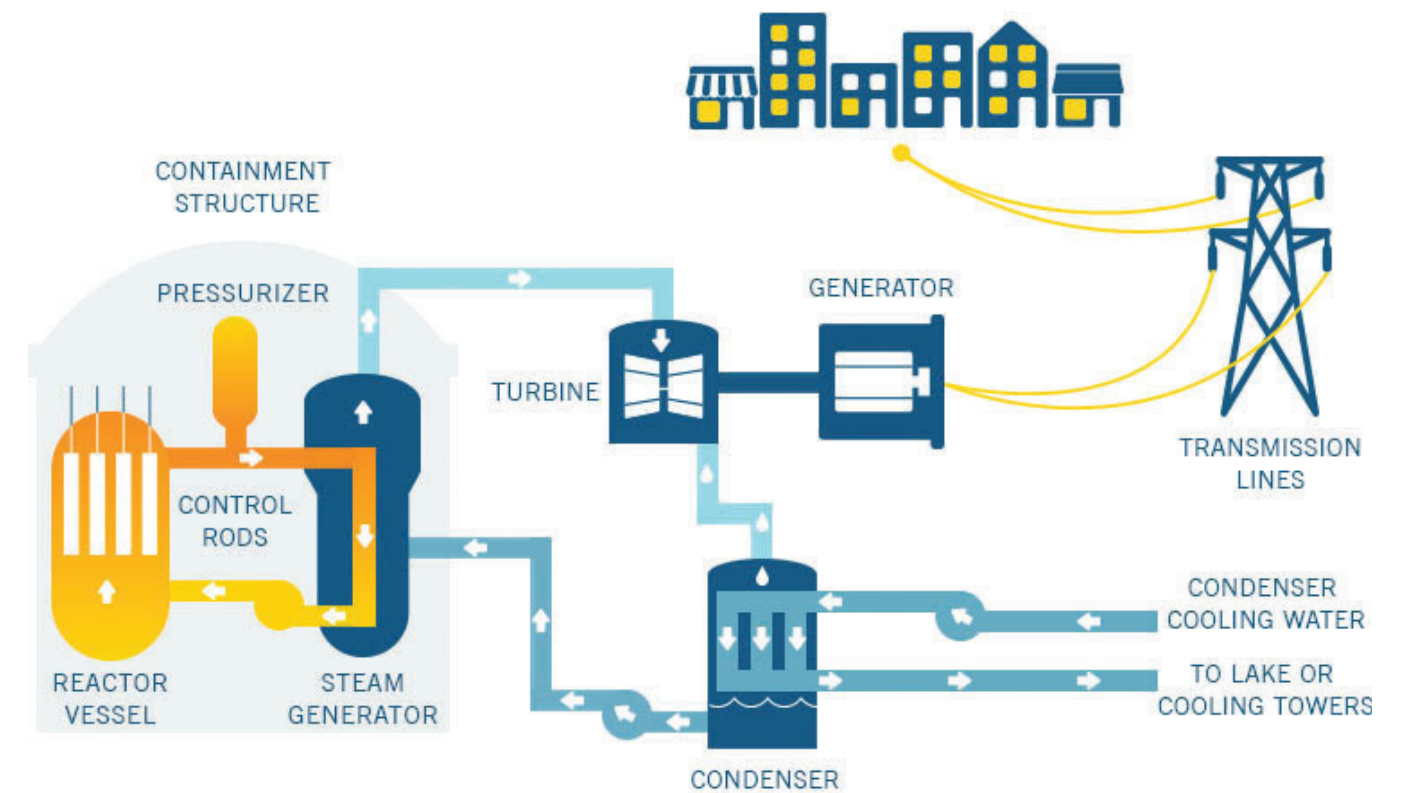 CONTAINMENT
STRUCTURE
PRESSURIZER
GENERATOR
TURBINE
TRANSMISSION
LINES
CONTROL
RODS
CONDENSER
COOLING WATER
REACTOR
VESSEL
STEAM
GENERATOR
TO LAKE OR
COOLING TOWERS
CONDENSER